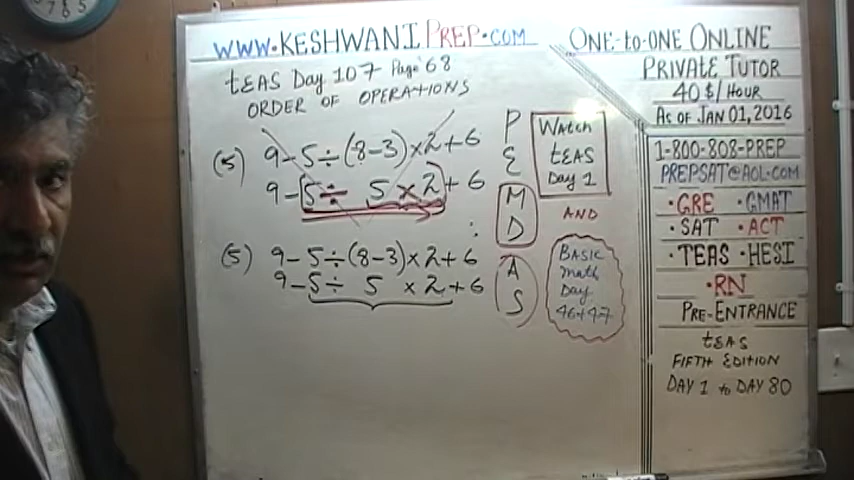 WWW.KESHWANIPREP.COM
tEAS Day 107 Page 68
ORDER OF OPERATIONS
(5) 9-5÷(8-3)×2+6
9-5÷ 5 ×2+6
(5) 9-5÷(8-3)×2+6
9-5÷ 5 ×2+6
P
E
M
D
A
S
Watch
tEAS
Day 1
AND
BASIC
math
Day
46+47
ONE-to-ONE ONLINE
PRIVATE TUTOR
40$/HOUR
AS OF JAN 01,2016
1-800-808-PREP
PREPSAT@AOL.COM
•GRE •GMAT
•SAT •ACT
•TEAS •HESI
•RN
PRE-ENTRANCE
tEAS
FIFTH EDITION
DAY 1 to DAY 80